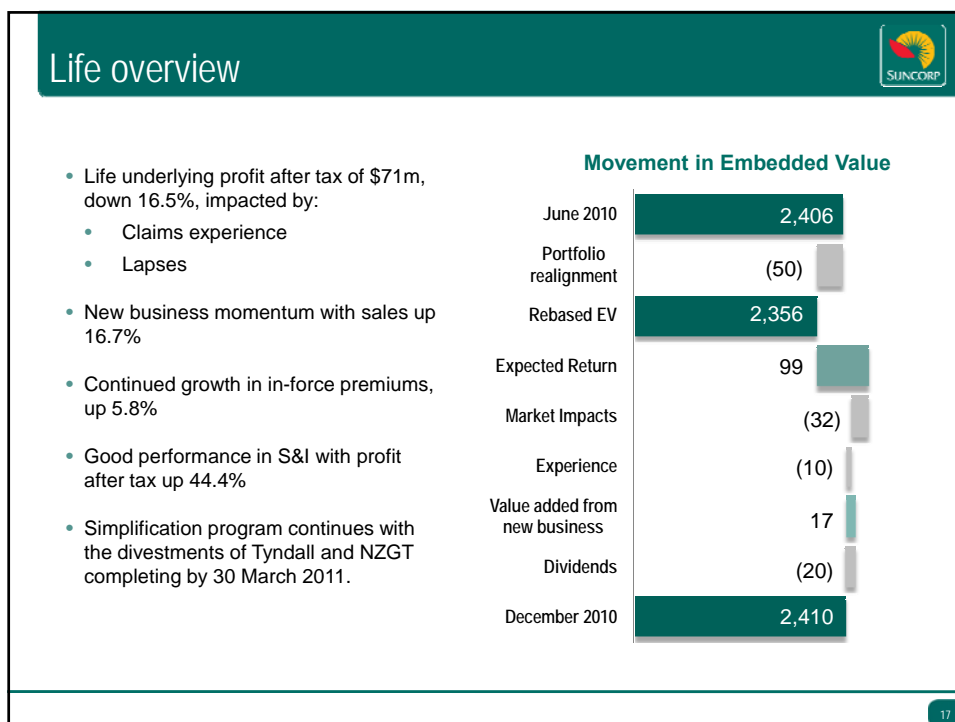 Life overview
SUNCORP
• Life underlying profit after tax of $71m,
down 16.5%, impacted by:
• Claims experience
• Lapses
• New business momentum with sales up
16.7%
• Continued growth in in-force premiums,
up 5.8%
• Good performance in S&I with profit
after tax up 44.4%
• Simplification program continues with
the divestments of Tyndall and NZGT
completing by 30 March 2011.
Movement in Embedded Value
June 2010 2,406
Portfolio
realignment (50)
Rebased EV 2,356
Expected Return 99
Market Impacts (32)
Experience (10)
Value added from
new business 17
Dividends (20)
December 2010 2,410
17